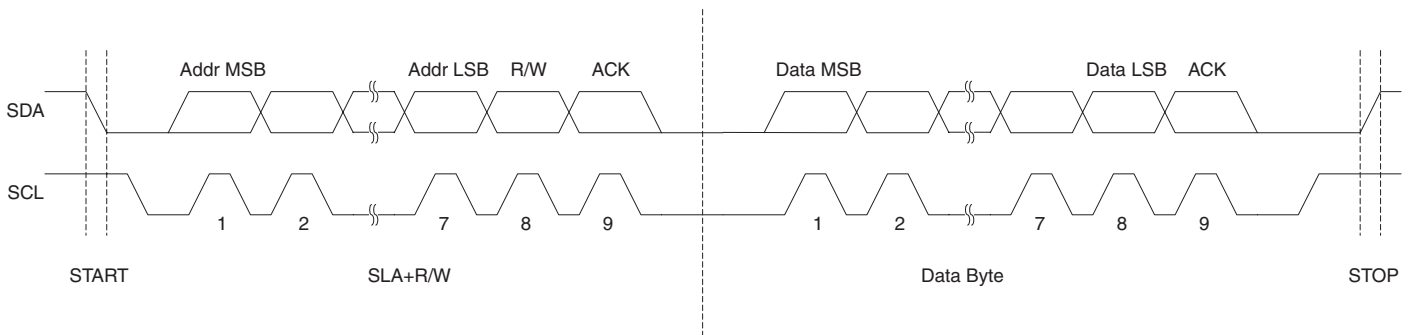 Addr MSB Addr LSB R/W ACK Data MSB Data LSB ACK
SDA
SCL
1 2 7 8 9 1 2 7 8 9
START SLA+R/W Data Byte STOP